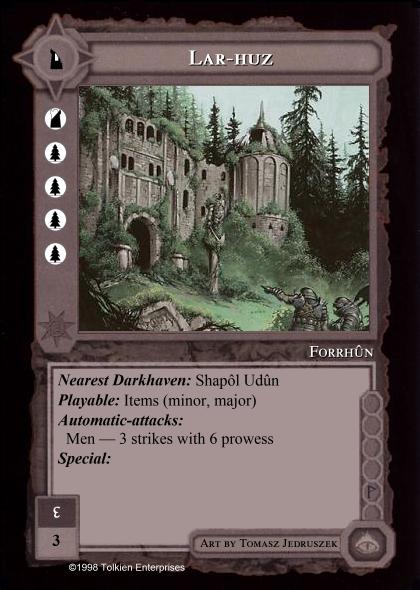 LAR-HUZ
FORRHÛN
Nearest Darkhaven: Shapôl Udûn
Playable: Items (minor, major)
Automatic-attacks:
Men — 3 strikes with 6 prowess
Special:
ε
3
ART BY TOMASZ JEDRUSZEK
©1998 Tolkien Enterprises